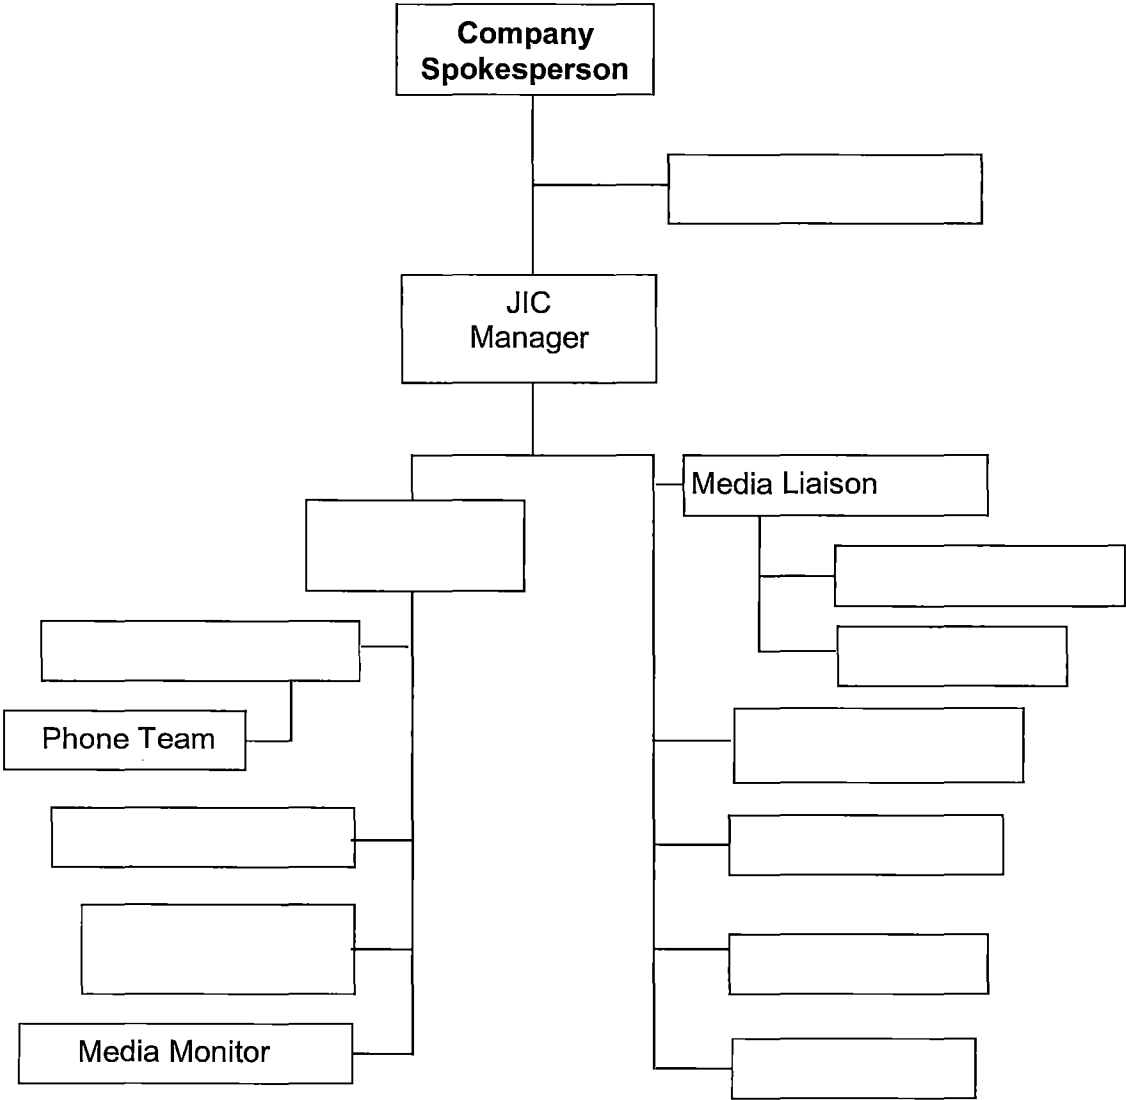 Company
Spokesperson
JIC
Manager
Media Liaison
Phone Team
Media Monitor